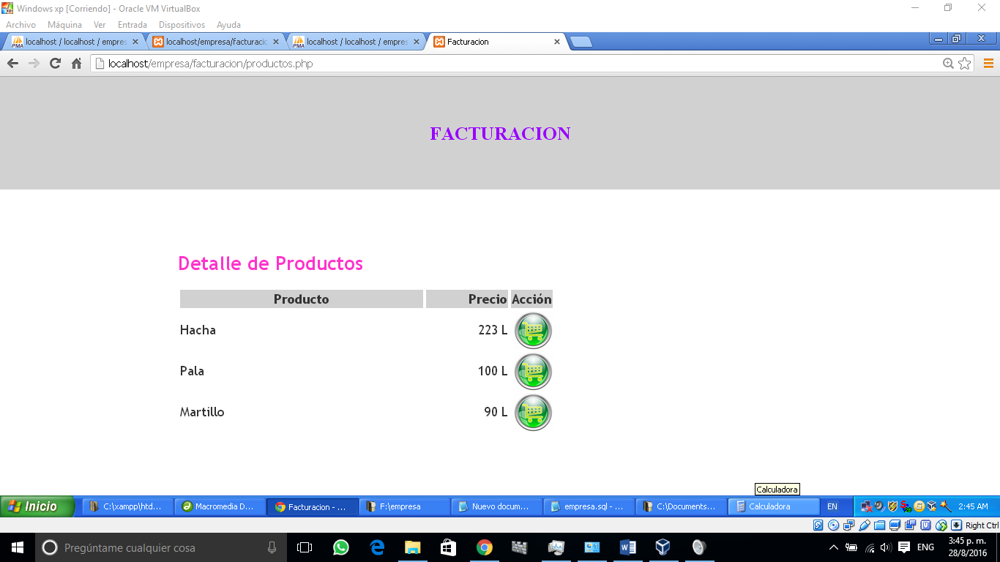 Windows xp [Corriendo] - Oracle VM VirtualBox
Archivo Máquina Ver Entrada Dispositivos Ayuda
localhost / localhost / empres
localhost/empresa/facturacio
localhost / localhost / empres
Facturacion
localhost/empresa/facturacion/productos.php
FACTURACION
Detalle de Productos
Producto Precio Acción
Hacha 223 L
Pala 100 L
Martillo 90 L
Calculadora
Inicio C:\xampp\htd... Macromedia D... Facturacion - ... F:\empresa Nuevo docum... empresa.sql - ... C:\Documents... Calculadora EN 2:45 AM
Right Ctrl
Pregúntame cualquier cosa
ENG
3:45 p. m.
28/8/2016